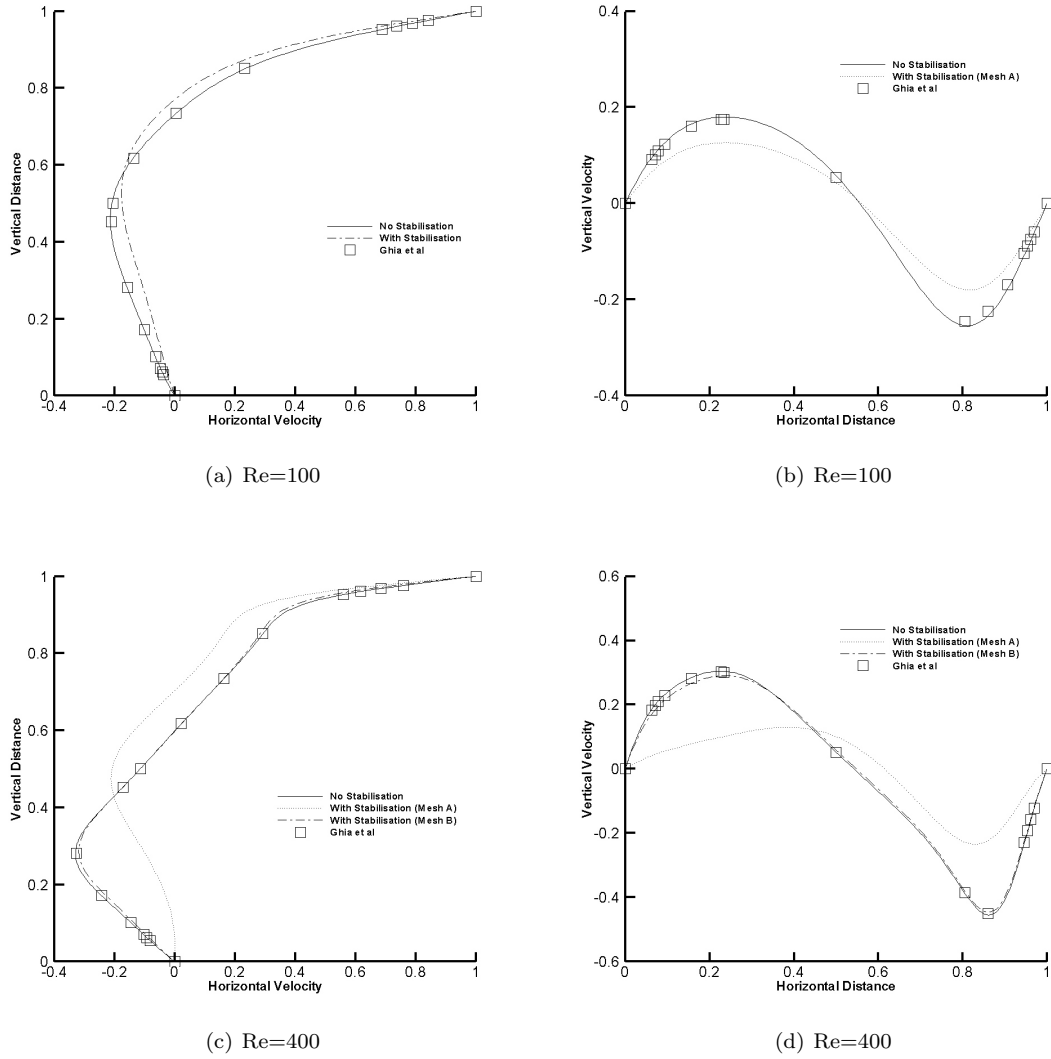 1
0.8
0.6
0.4
0.2
0
-0.4
-0.2
0
0.2
0.4
0.6
0.8
1
Vertical Distance
Horizontal Velocity
No Stabilisation
With Stabilisation
Ghia et al
(a) Re=100
0.4
0.2
0
-0.2
-0.4
0
0.2
0.4
0.6
0.8
1
Vertical Velocity
Horizontal Distance
No Stabilisation
With Stabilisation (Mesh A)
Ghia et al
(b) Re=100
1
0.8
0.6
0.4
0.2
0
-0.4
-0.2
0
0.2
0.4
0.6
0.8
1
Vertical Distance
Horizontal Velocity
No Stabilisation
With Stabilisation (Mesh A)
With Stabilisation (Mesh B)
Ghia et al
(c) Re=400
0.6
0.4
0.2
0
-0.2
-0.4
-0.6
0
0.2
0.4
0.6
0.8
1
Vertical Velocity
Horizontal Distance
No Stabilisation
With Stabilisation (Mesh A)
With Stabilisation (Mesh B)
Ghia et al
(d) Re=400